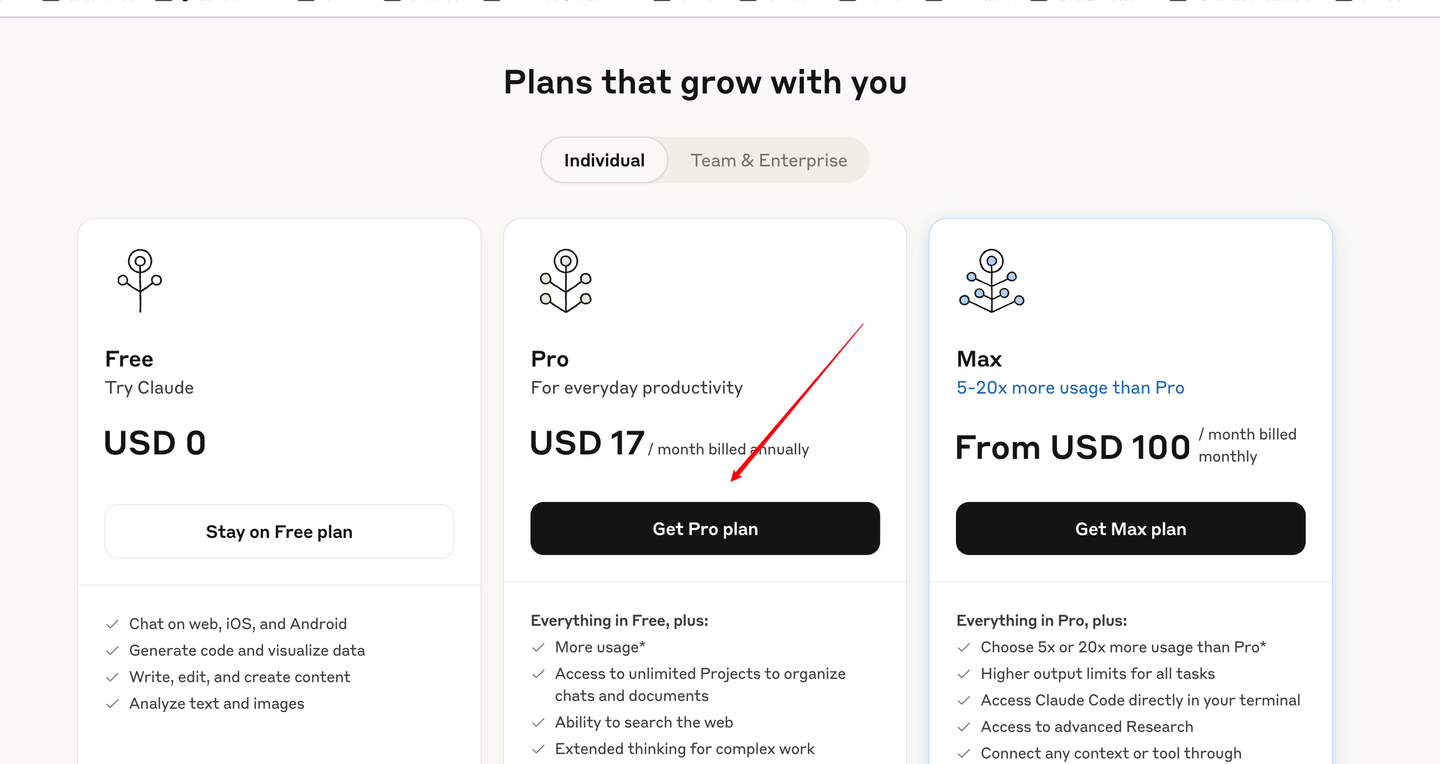 Plans that grow with you
Individual
Team & Enterprise
Free
Try Claude
USD 0
Stay on Free plan
Chat on web, iOS, and Android
Generate code and visualize data
Write, edit, and create content
Analyze text and images
Pro
For everyday productivity
USD 17 / month billed annually
Get Pro plan
Everything in Free, plus:
More usage*
Access to unlimited Projects to organize
chats and documents
Ability to search the web
Extended thinking for complex work
Max
5-20x more usage than Pro
From USD 100 / month billed
monthly
Get Max plan
Everything in Pro, plus:
Choose 5x or 20x more usage than Pro*
Higher output limits for all tasks
Access Claude Code directly in your terminal
Access to advanced Research
Connect any context or tool through